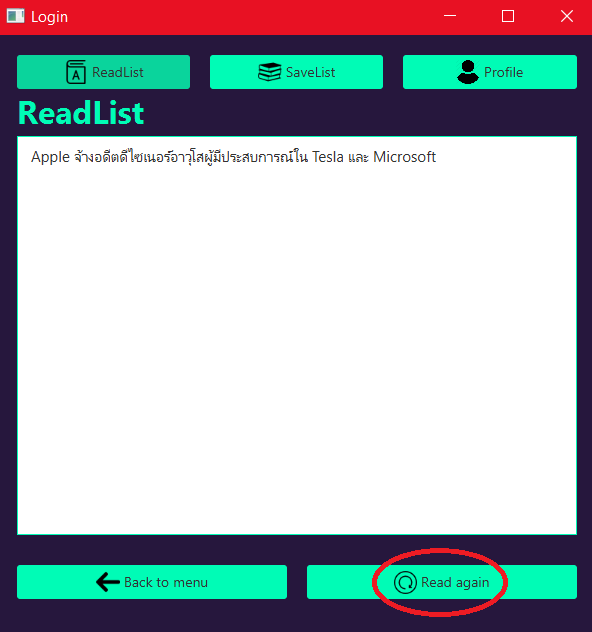 Login
ReadList
SaveList
Profile
ReadList
Apple จ้างอดีตดีไซเนอร์อาวุโสผู้มีประสบการณ์ใน Tesla และ Microsoft
Back to menu
Read again